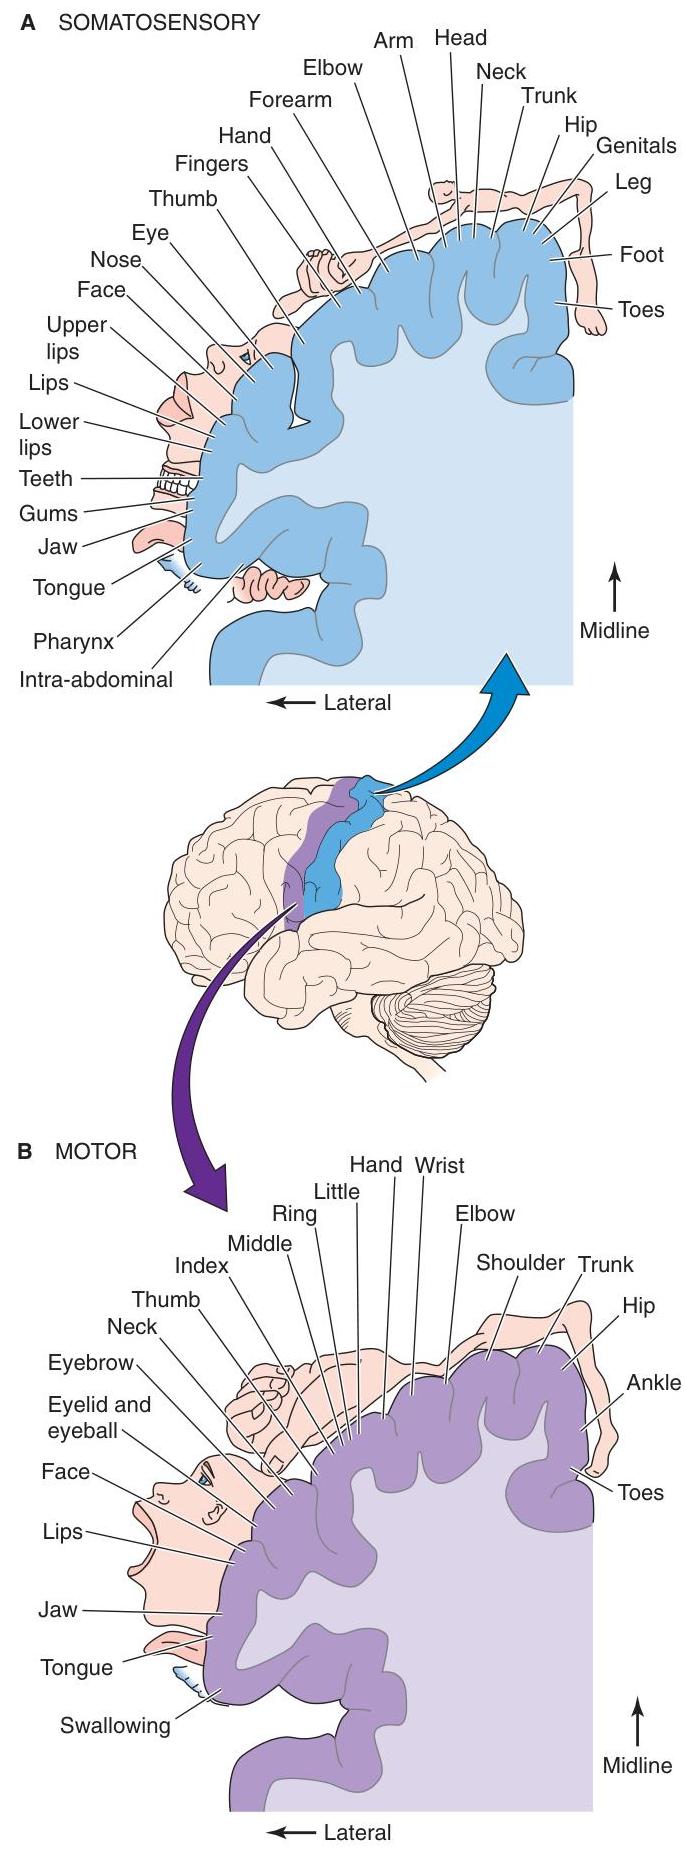 A SOMATOSENSORY
Head
Arm
Neck
Elbow
Trunk
Forearm
Hip
Hand
Genitals
Fingers
Leg
Thumb
Eye
Foot
Nose
Face
Toes
Upper
lips
Lips
Lower
lips
Teeth
Gums
Jaw
Tongue
Midline
Pharynx
Intra-abdominal
Lateral
B MOTOR
Hand Wrist
Little
Ring
Elbow
Middle
Index
Shoulder
Trunk
Thumb
Hip
Neck
Eyebrow
Ankle
Eyelid and
eyeball
Face
Toes
Lips
Jaw
Tongue
Swallowing
Midline
Lateral